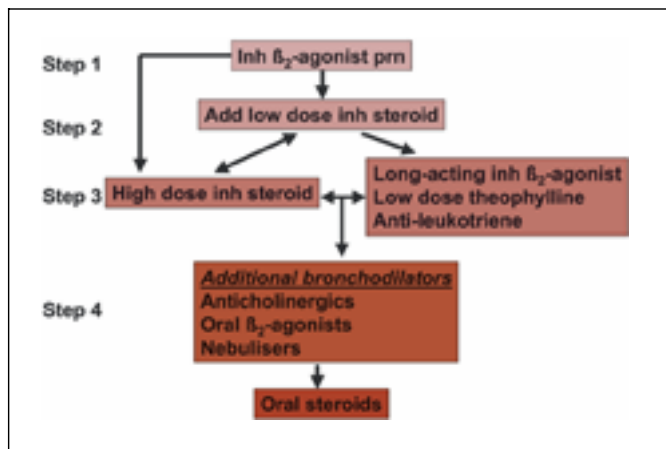 Step 1
Inh ß₂-agonist prn
Step 2
Add low dose inh steroid
Step 3
High dose inh steroid
Long-acting inh ß₂-agonist
Low dose theophylline
Anti-leukotriene
Step 4
Additional bronchodilators
Anticholinergics
Oral ß₂-agonists
Nebulisers
Oral steroids